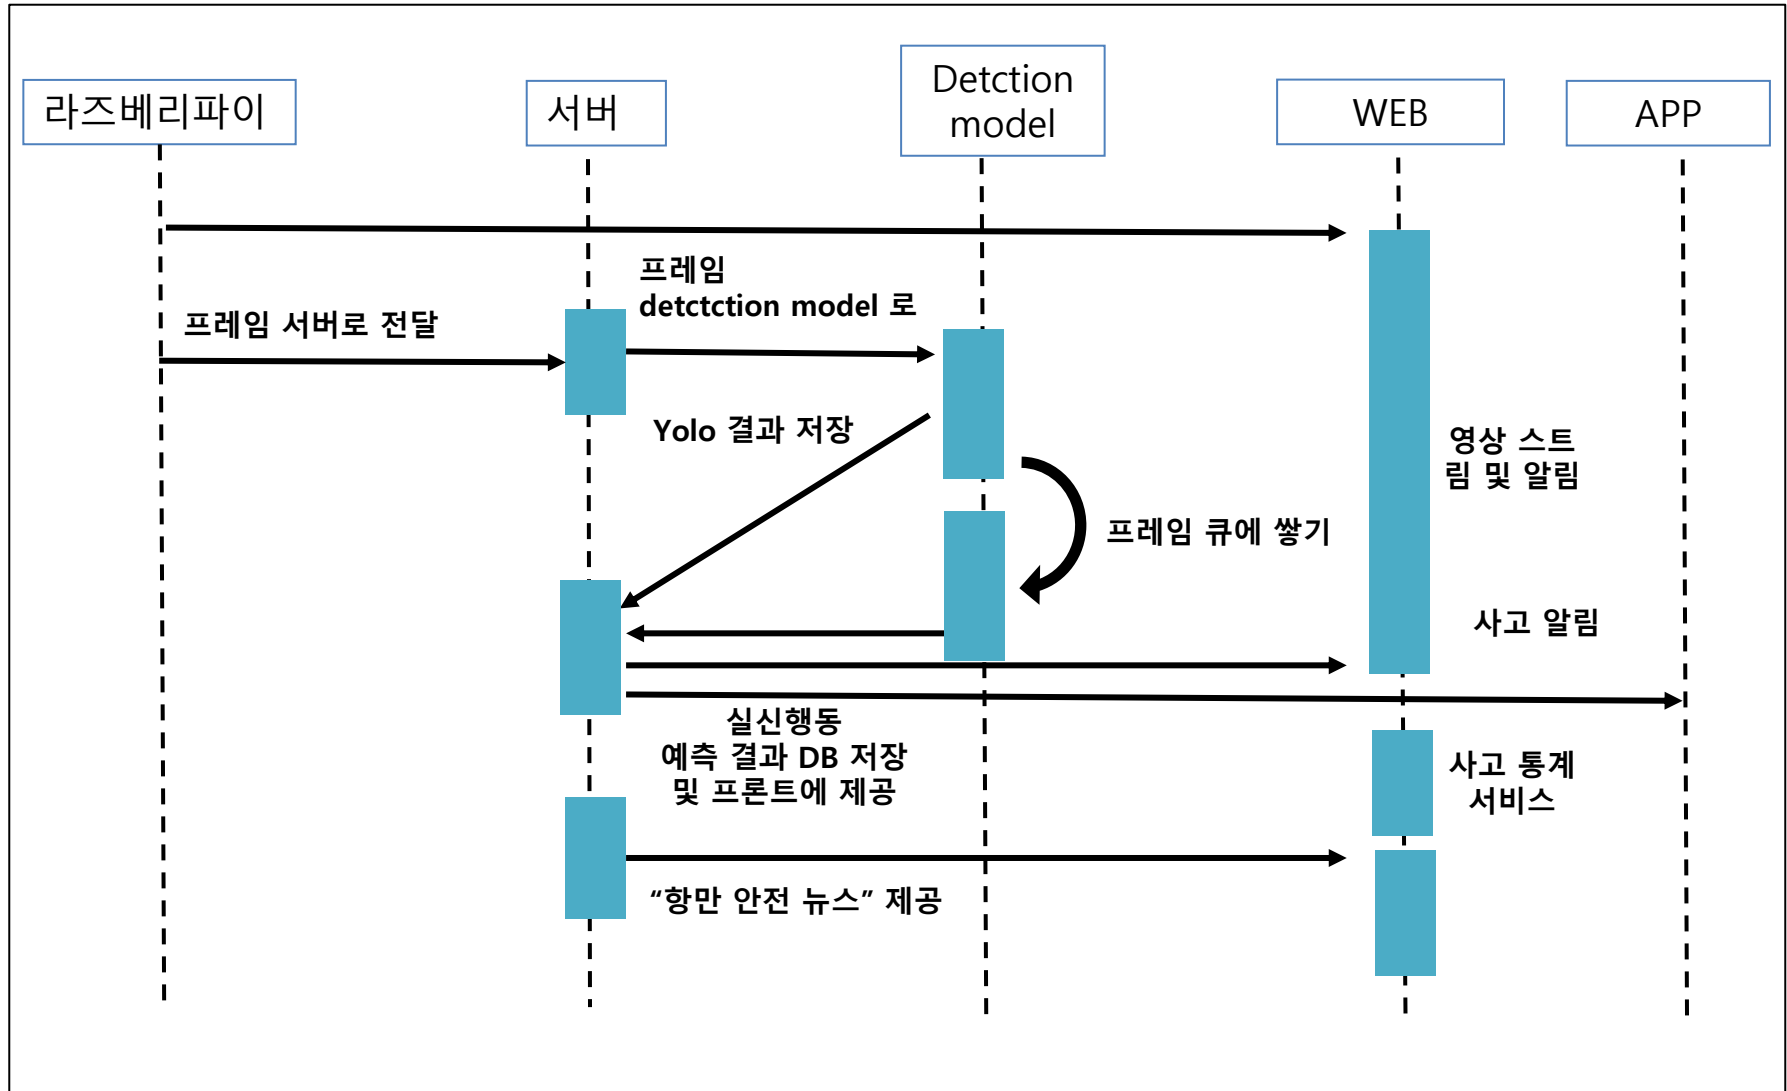 라즈베리파이
서버
Detction
model
WEB
APP
프레임
detctction model 로
프레임 서버로 전달
Yolo 결과 저장
영상 스트
림 및 알림
프레임 큐에 쌓기
사고 알림
실신행동
예측 결과 DB 저장
및 프론트에 제공
사고 통계
서비스
“항만 안전 뉴스” 제공